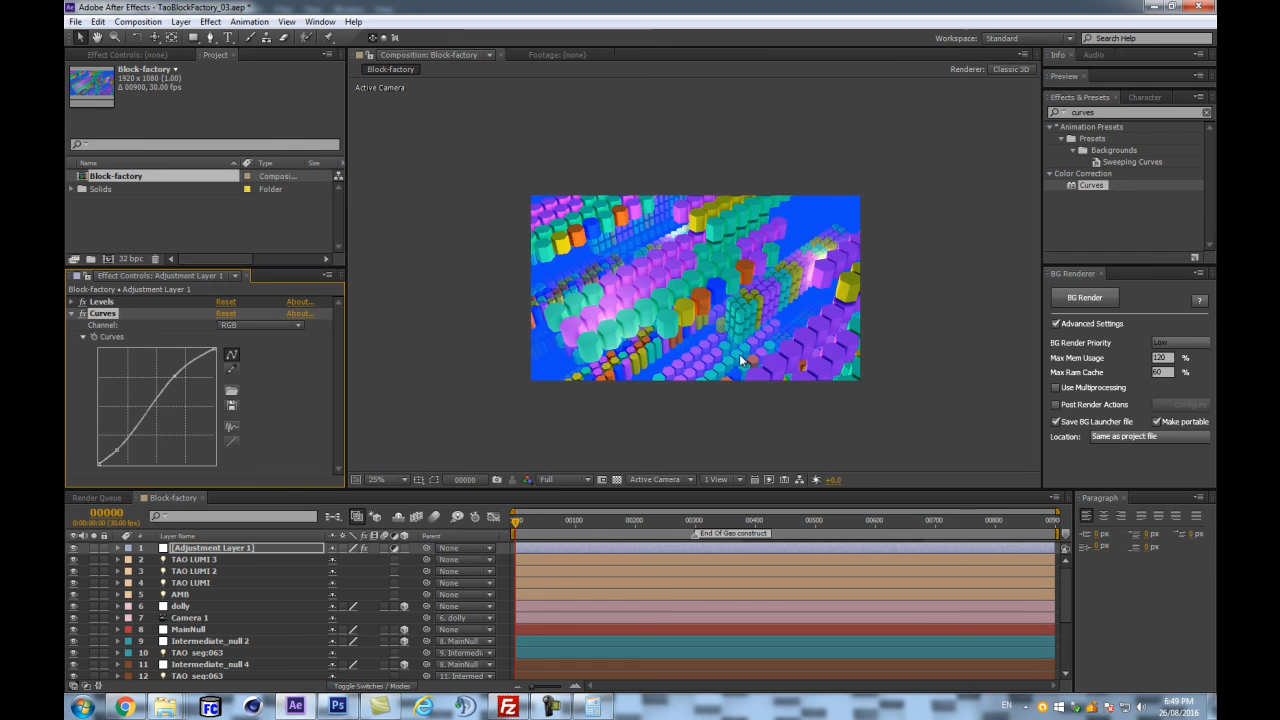 Adobe After Effects - TaoBlockFactory_03.aep *
File Edit Composition Layer Effect Animation View Window Help
Workspace: Standard Search Help
Effect Controls: (none) Project
Block-factory
1920 x 1080 (1.00)
Δ 00900, 30.00 fps
Name Type Size
Block-factory Composi...
Solids Folder
32 bpc
Composition: Block-factory Footage: (none)
Block-factory
Renderer: Classic 3D
Active Camera
25% 00000 Full Active Camera 1 View +0.0
Info Audio
Preview
Effects & Presets Character
curves
* Animation Presets
Presets
Backgrounds
Sweeping Curves
Color Correction
Curves
BG Renderer
BG Render ?
Advanced Settings
BG Render Priority Low
Max Mem Usage 120 %
Max Ram Cache 60 %
Use Multiprocessing
Post Render Actions Configure
Save BG Launcher file Make portable
Location: Same as project file
Effect Controls: Adjustment Layer 1
Block-factory • Adjustment Layer 1
fx Levels Reset About...
fx Curves Reset About...
Channel: RGB
Curves
Render Queue Block-factory
00000
0:00:00:00 (30.00 fps)
# Layer Name Parent
:00 00100 00200 00300 00400 00500 00600 00700 00800 0090
End Of Geo construct
1 [Adjustment Layer 1] None
2 TAO LUMI 3 None
3 TAO LUMI 2 None
4 TAO LUMI None
5 AMB None
6 dolly None
7 Camera 1 6. dolly
8 MainNull None
9 Intermediate_null 2 8. MainNull
10 TAO seg:063 9. Intermedi
11 Intermediate_null 4 8. MainNull
12 TAO seg:063 11. Intermed
Toggle Switches / Modes
Paragraph
0 px 0 px
0 px 0 px
0 px
EN 6:49 PM
26/08/2016